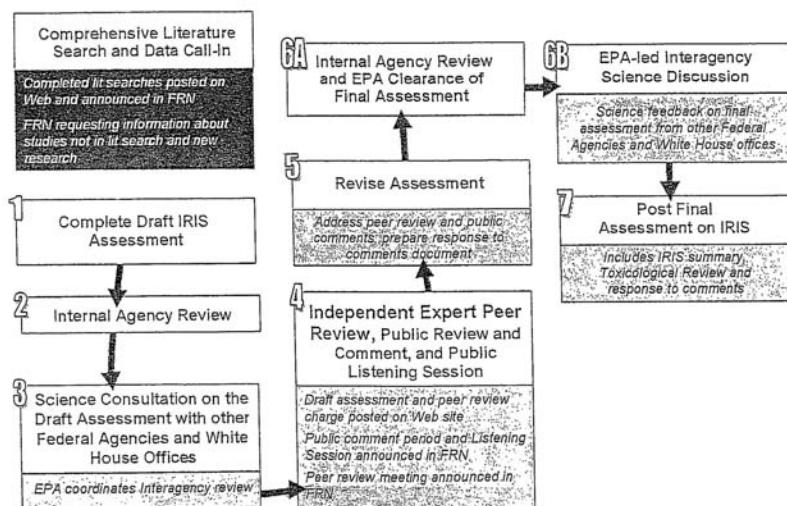 Comprehensive Literature
Search and Data Call-In
Completed lit searches posted on
Web and announced in FRN
FRN requesting information about
studies not in lit search and new
research
1
Complete Draft IRIS
Assessment
2
Internal Agency Review
3
Science Consultation on the
Draft Assessment with other
Federal Agencies and White
House Offices
EPA coordinates Interagency review
4
Independent Expert Peer
Review, Public Review and
Comment, and Public
Listening Session
Draft assessment and peer review
charge posted on Web site
Public comment period and Listening
Session announced in FRN
Peer review meeting announced in
FRN
5
Revise Assessment
Address peer review and public
comments; prepare response to
comments document
6A
Internal Agency Review
and EPA Clearance of
Final Assessment
6B
EPA-led Interagency
Science Discussion
Science feedback on final
assessment from other Federal
Agencies and White House offices
7
Post Final
Assessment on IRIS
Includes IRIS summary
Toxicological Review and
response to comments